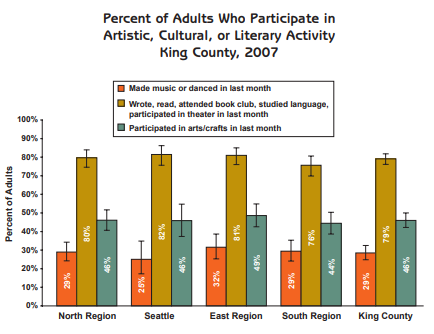 Percent of Adults Who Participate in
Artistic, Cultural, or Literary Activity
King County, 2007
Made music or danced in last month
Wrote, read, attended book club, studied language,
participated in theater in last month
Participated in arts/crafts in last month
Percent of Adults
100%
90%
80%
70%
60%
50%
40%
30%
20%
10%
0%
29% 80% 46%
25% 82% 46%
32% 81% 49%
29% 76% 44%
29% 79% 46%
North Region Seattle East Region South Region King County